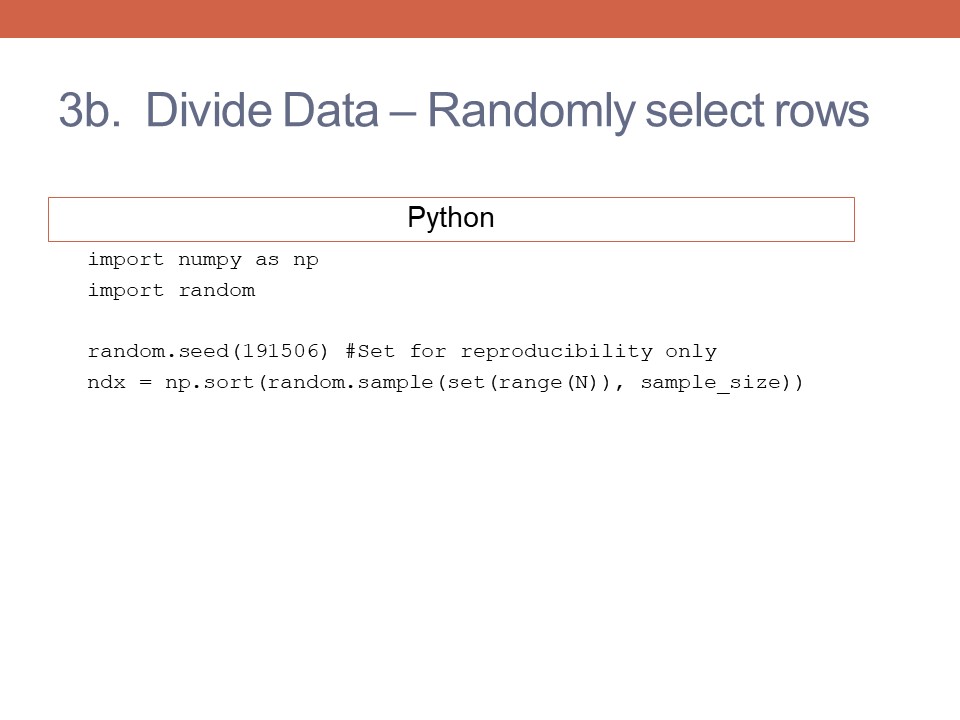 3b. Divide Data – Randomly select rows
Python
import numpy as np
import random
random.seed(191506) #Set for reproducibility only
ndx = np.sort(random.sample(set(range(N)), sample_size))